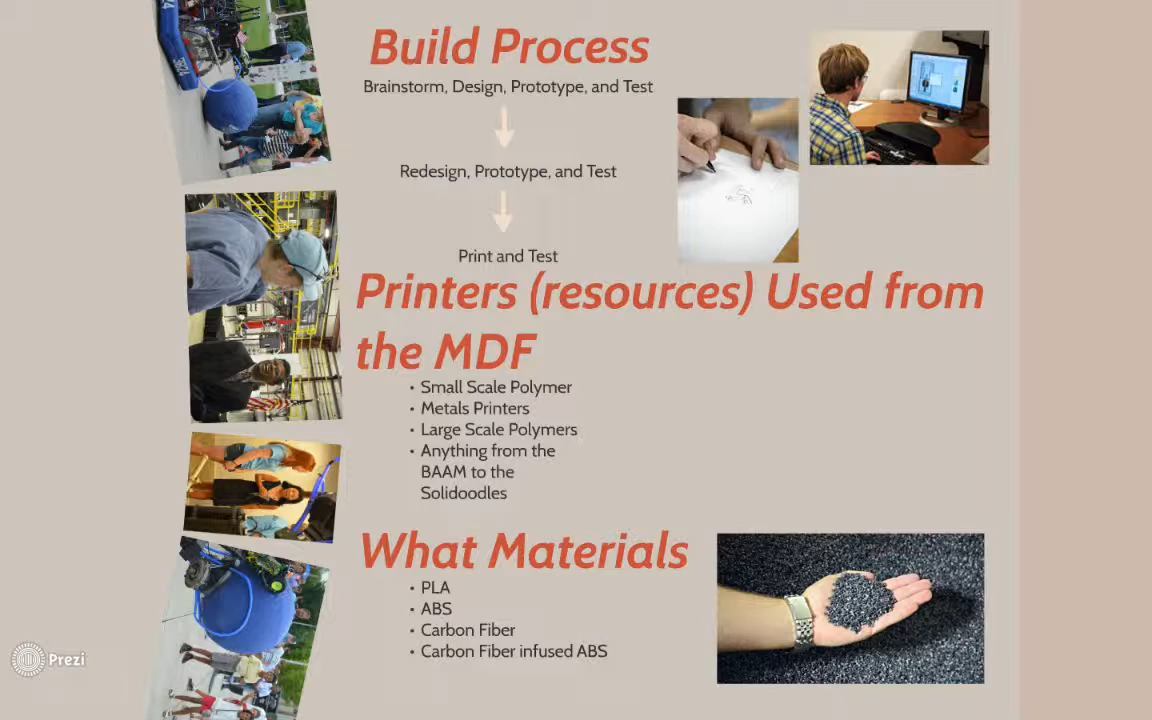 Build Process
Brainstorm, Design, Prototype, and Test
Redesign, Prototype, and Test
Print and Test
Printers (resources) Used from
the MDF
• Small Scale Polymer
• Metals Printers
• Large Scale Polymers
• Anything from the
BAAM to the
Solidoodles
What Materials
• PLA
• ABS
• Carbon Fiber
• Carbon Fiber infused ABS
Prezi